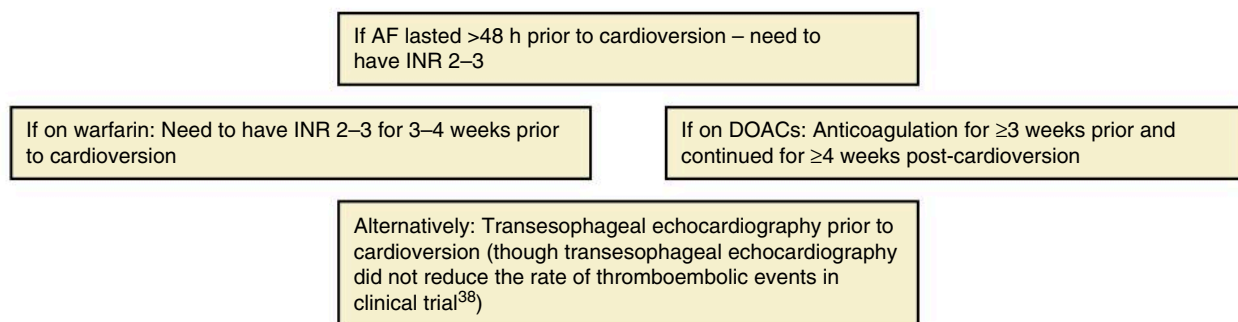 If AF lasted >48 h prior to cardioversion – need to
have INR 2–3
If on warfarin: Need to have INR 2–3 for 3–4 weeks prior
to cardioversion
If on DOACs: Anticoagulation for ≥3 weeks prior and
continued for ≥4 weeks post-cardioversion
Alternatively: Transesophageal echocardiography prior to
cardioversion (though transesophageal echocardiography
did not reduce the rate of thromboembolic events in
clinical trial³⁸)